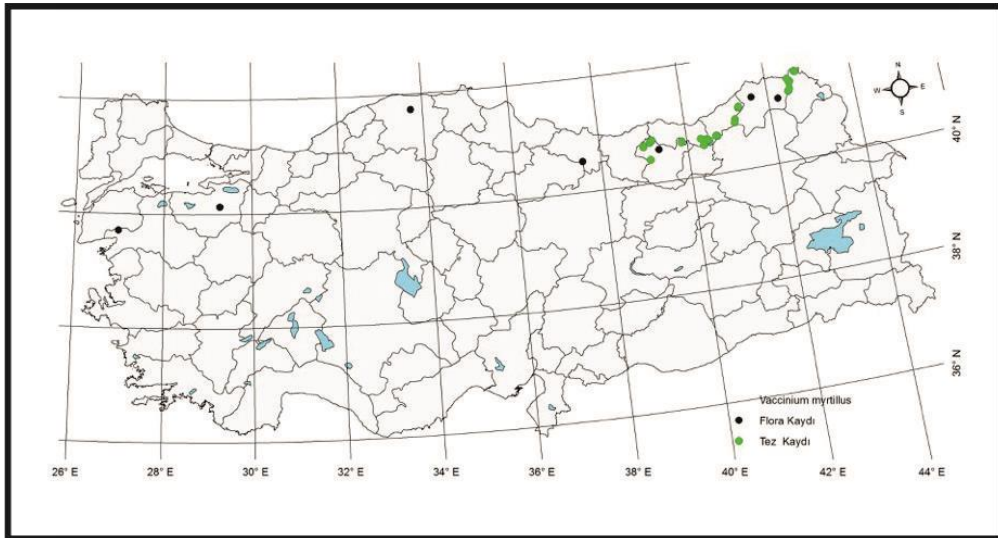 N
W E
S
40° N
38° N
36° N
Vaccinium myrtillus
Flora Kaydı
Tez Kaydı
26° E 28° E 30° E 32° E 34° E 36° E 38° E 40° E 42° E 44° E